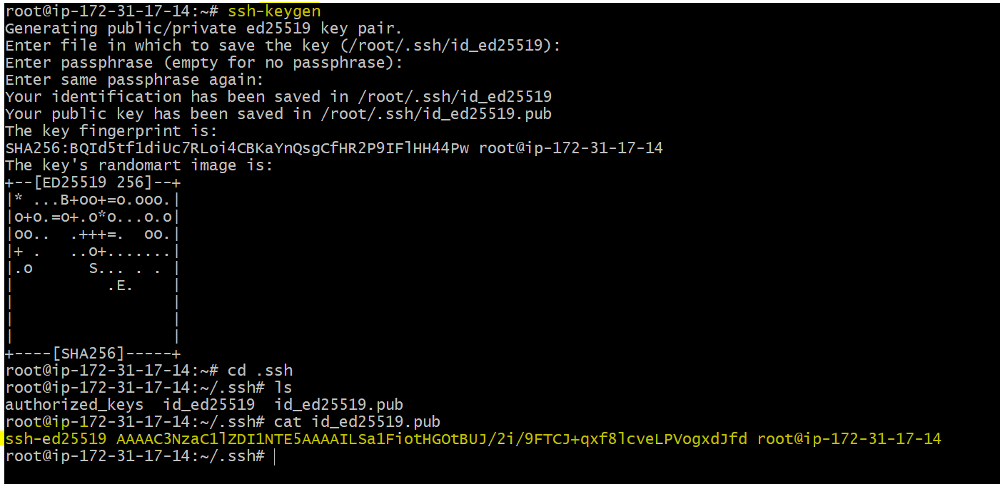 root@ip-172-31-17-14:~# ssh-keygen
Generating public/private ed25519 key pair.
Enter file in which to save the key (/root/.ssh/id_ed25519):
Enter passphrase (empty for no passphrase):
Enter same passphrase again:
Your identification has been saved in /root/.ssh/id_ed25519
Your public key has been saved in /root/.ssh/id_ed25519.pub
The key fingerprint is:
SHA256:BQId5tf1diUc7RLoi4CBKaYnQsgCfHR2P9IFlHH44Pw root@ip-172-31-17-14
The key's randomart image is:
+--[ED25519 256]--+
|* ...B+oo+=o.ooo.|
|o+o.=o+.o*o...o.o|
|oo..  .+++=.  oo.|
|+ .   ..o+.......|
|.o      S... . . |
|          .E.    |
|                 |
|                 |
|                 |
+----[SHA256]-----+
root@ip-172-31-17-14:~# cd .ssh
root@ip-172-31-17-14:~/.ssh# ls
authorized_keys  id_ed25519  id_ed25519.pub
root@ip-172-31-17-14:~/.ssh# cat id_ed25519.pub
ssh-ed25519 AAAAC3NzaC1lZDI1NTE5AAAAILSa1FiotHGOtBUJ/2i/9FTCJ+qxf8lcveLPVogxdJfd root@ip-172-31-17-14
root@ip-172-31-17-14:~/.ssh#